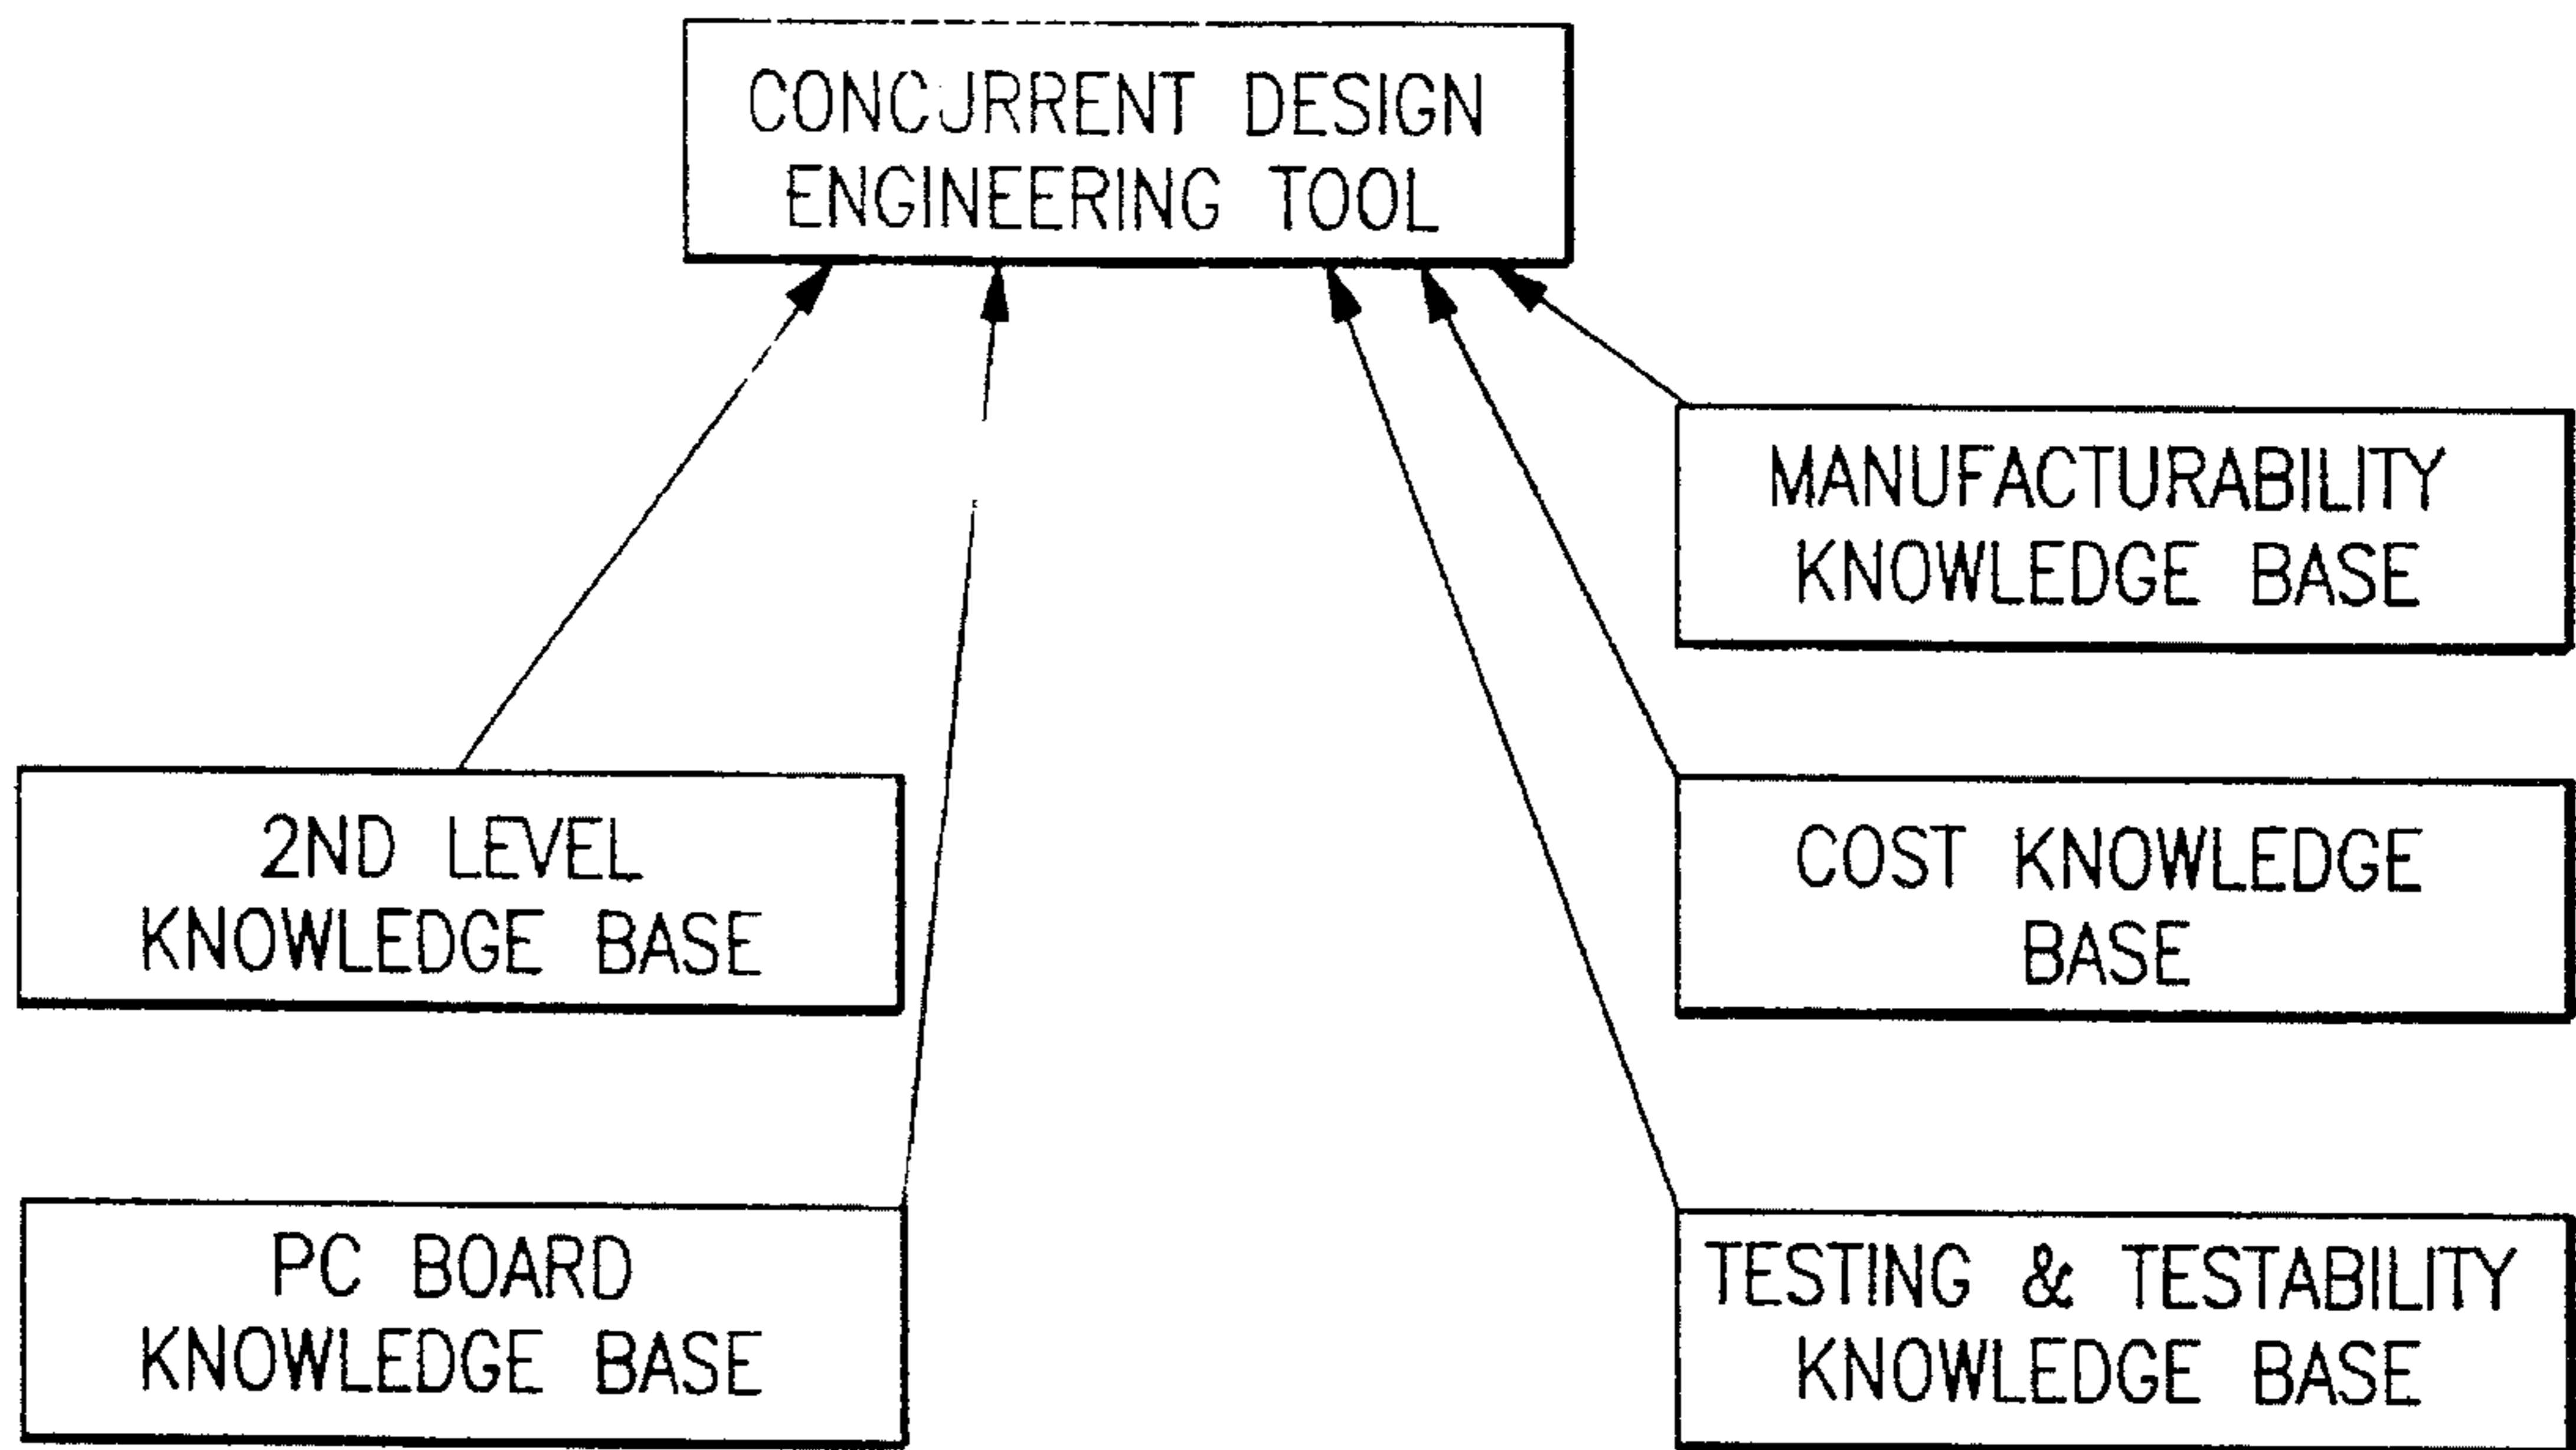 CONCURRENT DESIGN
ENGINEERING TOOL
MANUFACTURABILITY
KNOWLEDGE BASE
2ND LEVEL
KNOWLEDGE BASE
COST KNOWLEDGE
BASE
PC BOARD
KNOWLEDGE BASE
TESTING & TESTABILITY
KNOWLEDGE BASE